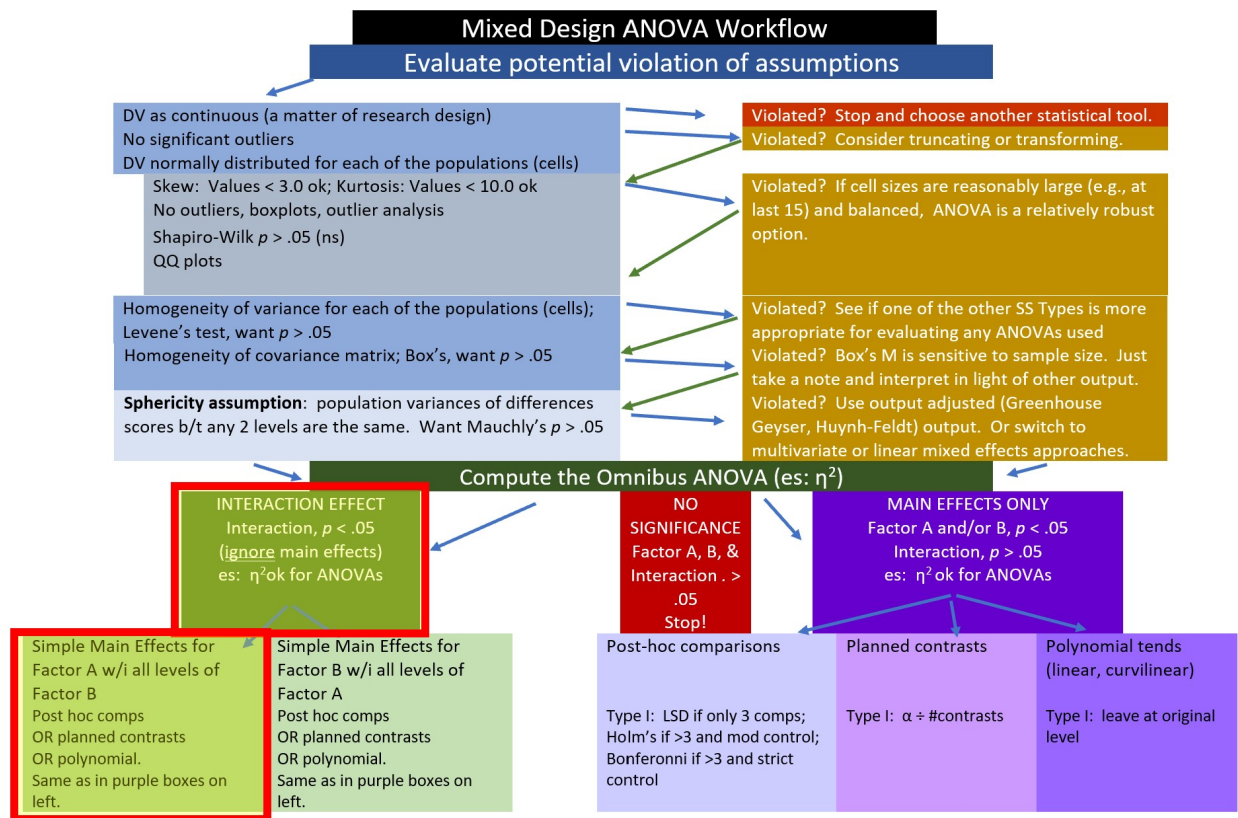 Mixed Design ANOVA Workflow
Evaluate potential violation of assumptions
DV as continuous (a matter of research design)
No significant outliers
DV normally distributed for each of the populations (cells)
Skew: Values < 3.0 ok; Kurtosis: Values < 10.0 ok
No outliers, boxplots, outlier analysis
Shapiro-Wilk p > .05 (ns)
QQ plots
Violated? Stop and choose another statistical tool.
Violated? Consider truncating or transforming.
Violated? If cell sizes are reasonably large (e.g., at
last 15) and balanced, ANOVA is a relatively robust
option.
Homogeneity of variance for each of the populations (cells);
Levene's test, want p > .05
Homogeneity of covariance matrix; Box's, want p > .05
Sphericity assumption: population variances of differences
scores b/t any 2 levels are the same. Want Mauchly's p > .05
Violated? See if one of the other SS Types is more
appropriate for evaluating any ANOVAs used
Violated? Box's M is sensitive to sample size. Just
take a note and interpret in light of other output.
Violated? Use output adjusted (Greenhouse
Geyser, Huynh-Feldt) output. Or switch to
multivariate or linear mixed effects approaches.
Compute the Omnibus ANOVA (es: η²)
INTERACTION EFFECT
Interaction, p < .05
(ignore main effects)
es: η² ok for ANOVAs
NO
SIGNIFICANCE
Factor A, B, &
Interaction . >
.05
Stop!
MAIN EFFECTS ONLY
Factor A and/or B, p < .05
Interaction, p > .05
es: η² ok for ANOVAs
Simple Main Effects for
Factor A w/i all levels of
Factor B
Post hoc comps
OR planned contrasts
OR polynomial.
Same as in purple boxes on
left.
Simple Main Effects for
Factor B w/i all levels of
Factor A
Post hoc comps
OR planned contrasts
OR polynomial.
Same as in purple boxes on
left.
Post-hoc comparisons
Type I: LSD if only 3 comps;
Holm's if >3 and mod control;
Bonferonni if >3 and strict
control
Planned contrasts
Type I: α ÷ #contrasts
Polynomial tends
(linear, curvilinear)
Type I: leave at original
level